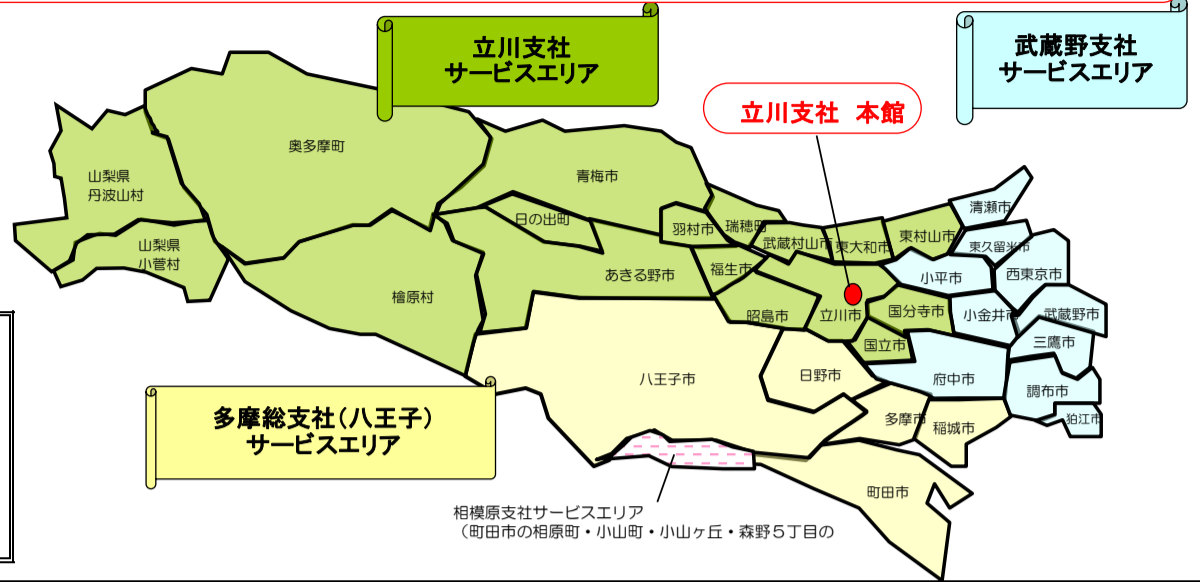 立川支社
サービスエリア
武蔵野支社
サービスエリア
立川支社 本館
奥多摩町
山梨県
丹波山村
青梅市
日の出町
羽村市
瑞穂町
武蔵村山市
東大和市
東村山市
清瀬市
東久留米市
山梨県
小菅村
あきる野市
福生市
小平市
西東京市
檜原村
昭島市
立川市
国分寺市
小金井市
武蔵野市
国立市
三鷹市
八王子市
日野市
府中市
調布市
多摩市
稲城市
狛江市
多摩総支社(八王子)
サービスエリア
町田市
相模原支社サービスエリア
(町田市の相原町・小山町・小山ヶ丘・森野5丁目の